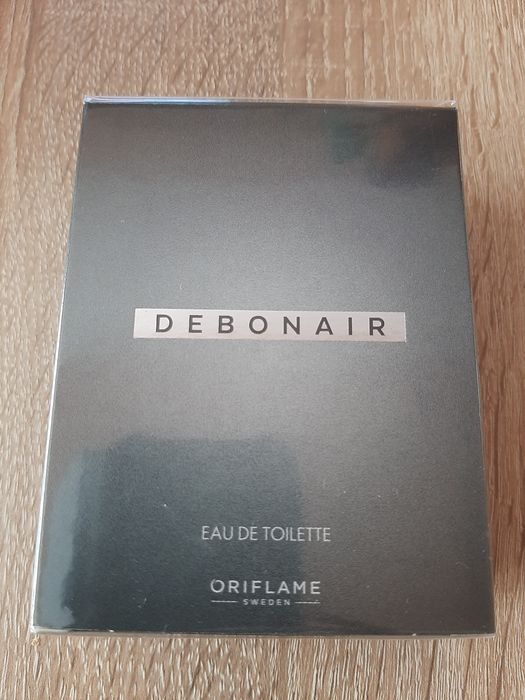 DEBONAIR
EAU DE TOILETTE
ORIFLAME
SWEDEN